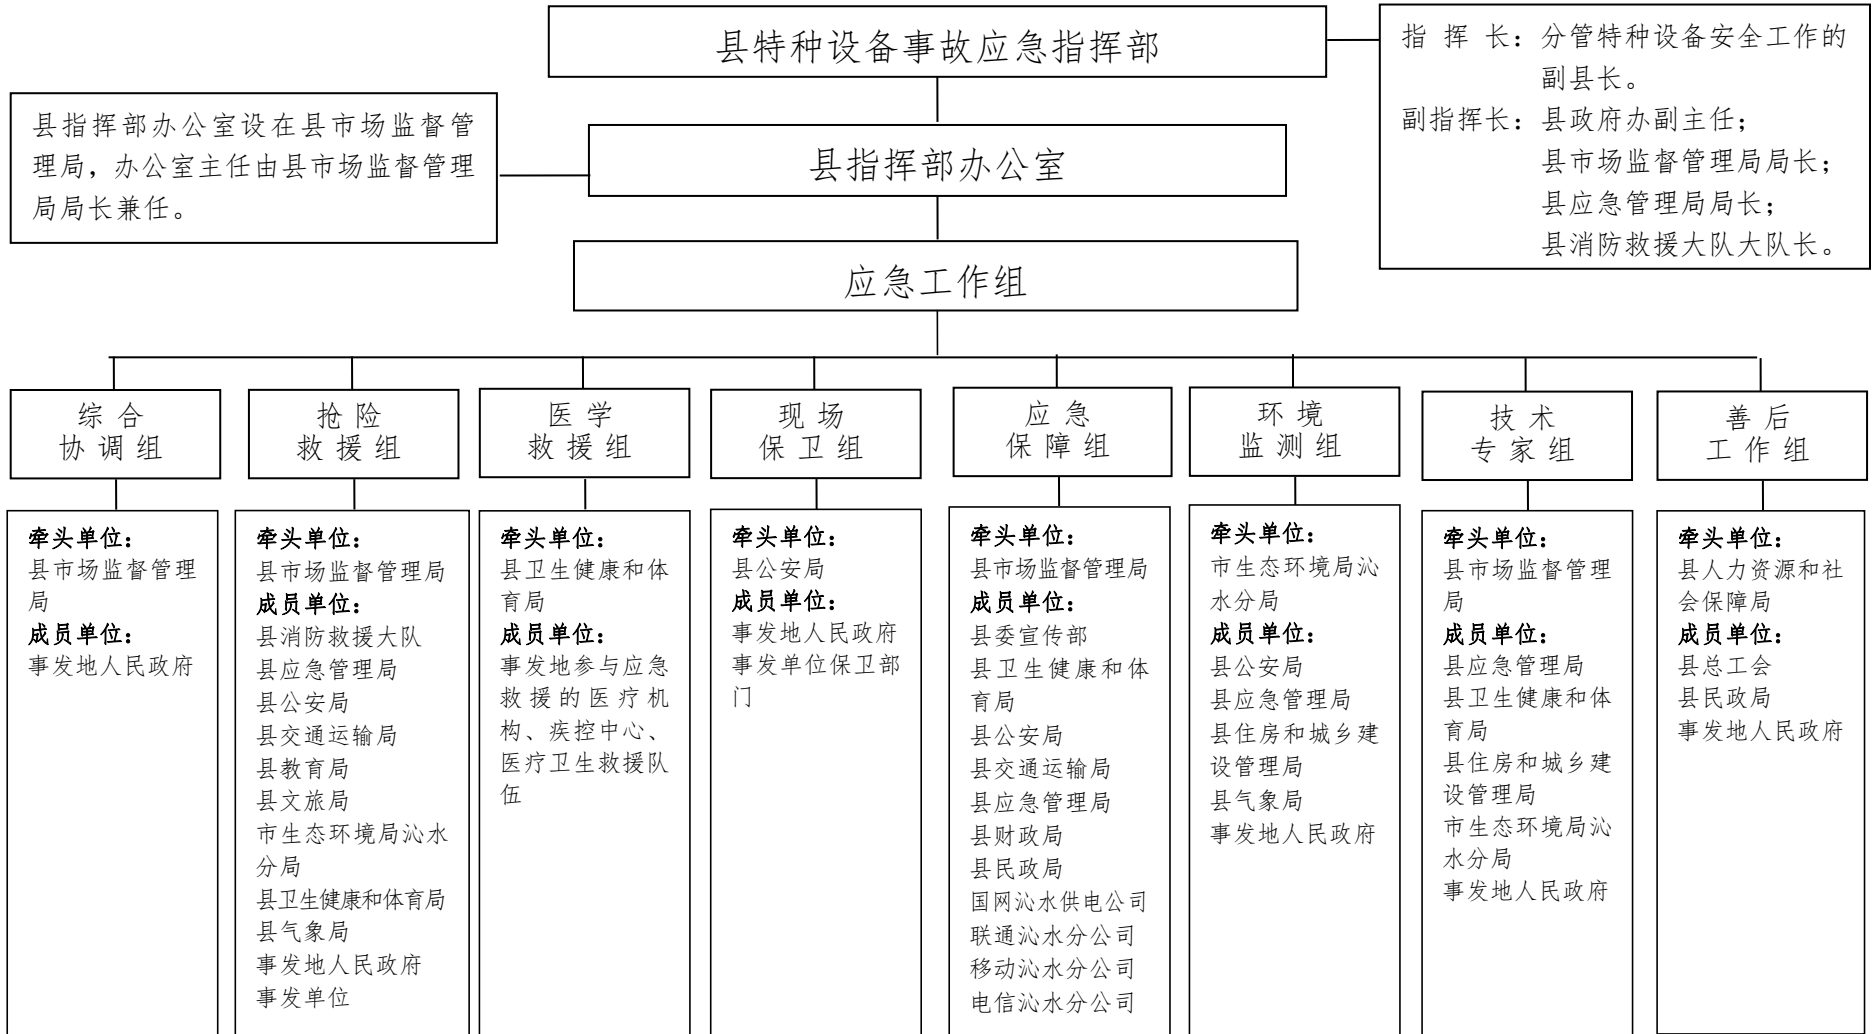 县特种设备事故应急指挥部
指 挥 长：分管特种设备安全工作的
副县长。
副指挥长：县政府办副主任；
县市场监督管理局局长；
县应急管理局局长；
县消防救援大队大队长。
县指挥部办公室设在县市场监督管
理局，办公室主任由县市场监督管理
局局长兼任。
县指挥部办公室
应急工作组
综 合
协 调 组
抢 险
救 援 组
医 学
救 援 组
现 场
保 卫 组
应 急
保 障 组
环 境
监 测 组
技 术
专 家 组
善 后
工 作 组
牵头单位：
县市场监督管理
局
成员单位：
事发地人民政府
牵头单位：
县市场监督管理局
成员单位：
县消防救援大队
县应急管理局
县公安局
县交通运输局
县教育局
县文旅局
市生态环境局沁水
分局
县卫生健康和体育局
县气象局
事发地人民政府
事发单位
牵头单位：
县卫生健康和体
育局
成员单位：
事发地参与应急
救援的医疗机
构、疾控中心、
医疗卫生救援队
伍
牵头单位：
县公安局
成员单位：
事发地人民政府
事发单位保卫部
门
牵头单位：
县市场监督管理局
成员单位：
县委宣传部
县卫生健康和体
育局
县公安局
县交通运输局
县应急管理局
县财政局
县民政局
国网沁水供电公司
联通沁水分公司
移动沁水分公司
电信沁水分公司
牵头单位：
市生态环境局沁
水分局
成员单位：
县公安局
县应急管理局
县住房和城乡建
设管理局
县气象局
事发地人民政府
牵头单位：
县市场监督管理
局
成员单位：
县应急管理局
县卫生健康和体
育局
县住房和城乡建
设管理局
市生态环境局沁
水分局
事发地人民政府
牵头单位：
县人力资源和社
会保障局
成员单位：
县总工会
县民政局
事发地人民政府